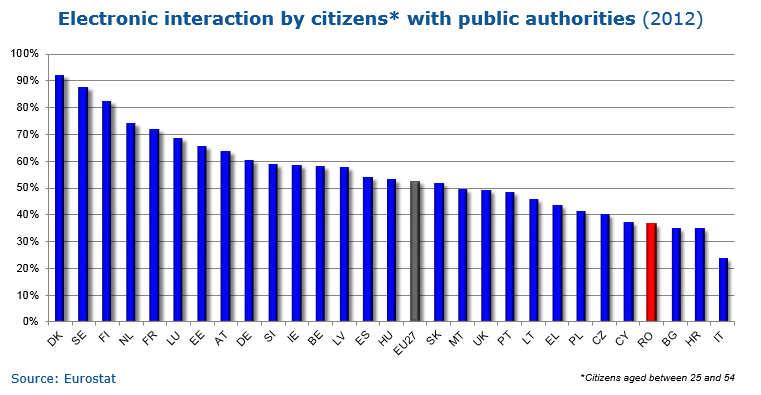 Electronic interaction by citizens* with public authorities (2012)
100%
90%
80%
70%
60%
50%
40%
30%
20%
10%
0%
DK SE FI NL FR LU EE AT DE SI IE BE LV ES HU EU27 SK MT UK PT LT EL PL CZ CY RO BG HR IT
Source: Eurostat
*Citizens aged between 25 and 54